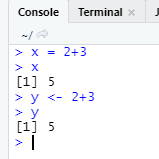 Console Terminal × J
~/
> x = 2+3
> x
[1] 5
> y <- 2+3
> y
[1] 5
>